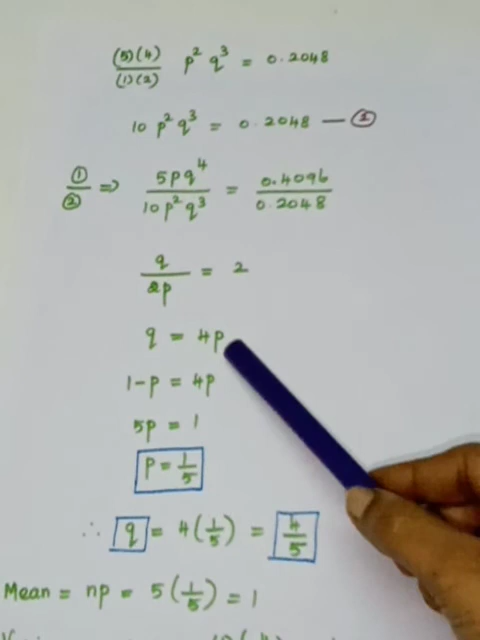 (5)(4)/(1)(2) p² q³ = 0.2048
10 p² q³ = 0.2048 — ②
①/② ⇒ 5pq⁴/10p²q³ = 0.4096/0.2048
q/2p = 2
q = 4p
1-p = 4p
5p = 1
p = 1/5
∴ q = 4(1/5) = 4/5
Mean = np = 5(1/5) = 1